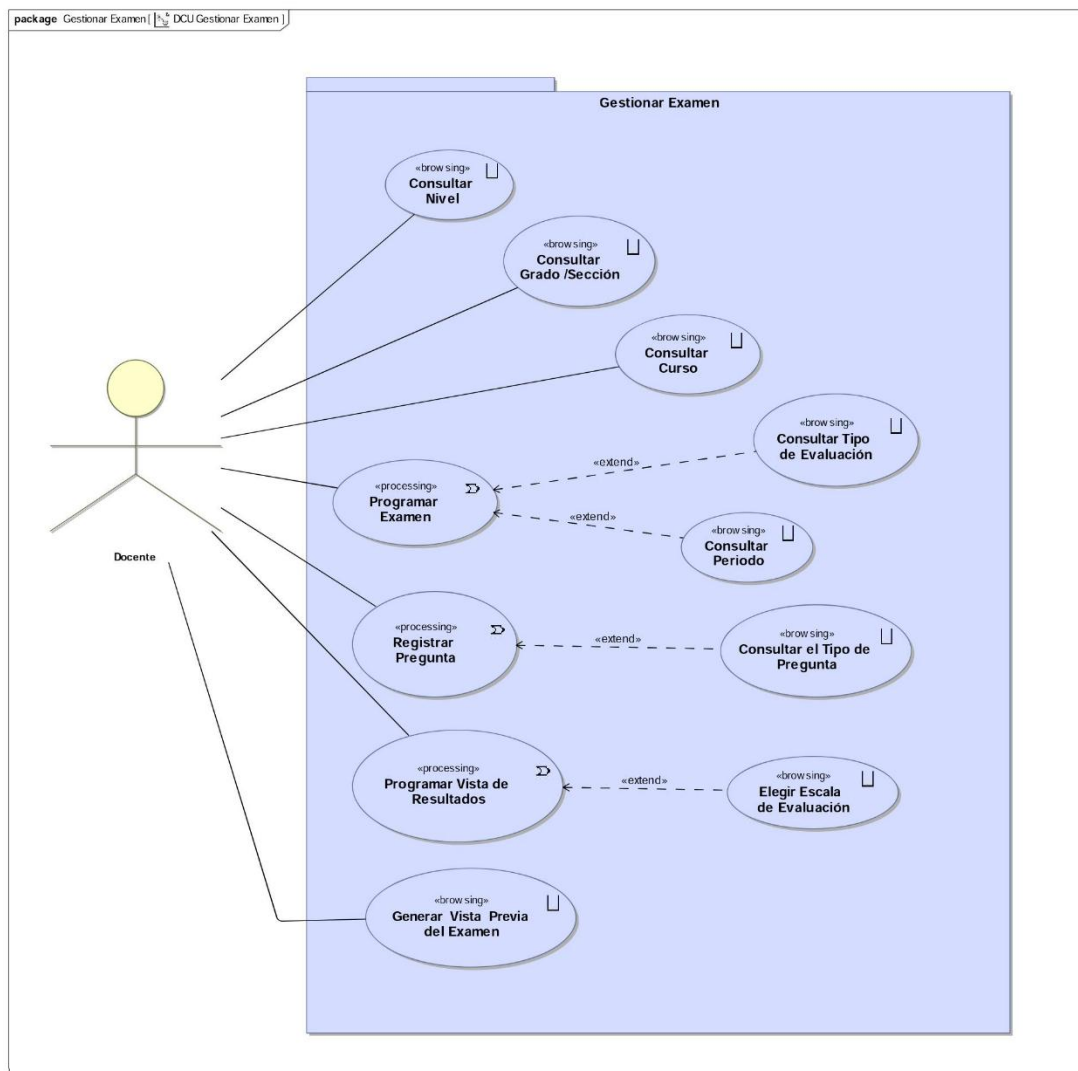 package Gestionar Examen [ DCU Gestionar Examen ]
Gestionar Examen
«browsing»
Consultar
Nivel
«browsing»
Consultar
Grado /Sección
«browsing»
Consultar
Curso
«browsing»
Consultar Tipo
de Evaluación
«extend»
«processing»
Programar
Examen
«extend»
«browsing»
Consultar
Periodo
Docente
«processing»
Registrar
Pregunta
«extend»
«browsing»
Consultar el Tipo de
Pregunta
«processing»
Programar Vista de
Resultados
«extend»
«browsing»
Elegir Escala
de Evaluación
«browsing»
Generar Vista Previa
del Examen